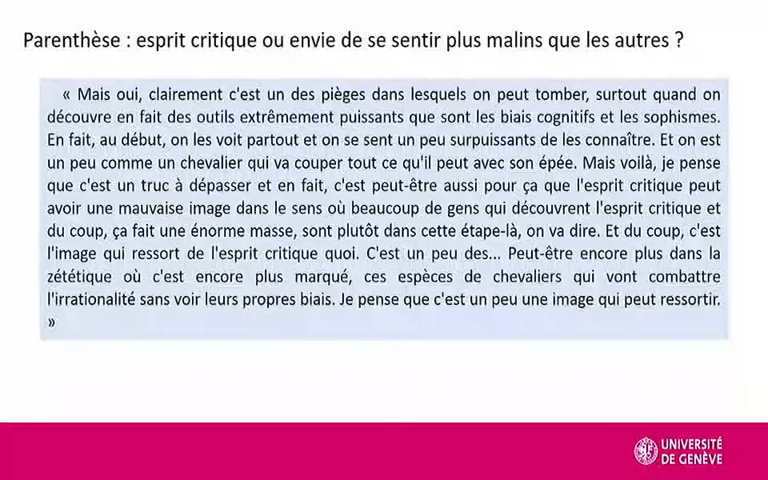 Parenthèse : esprit critique ou envie de se sentir plus malins que les autres ?
« Mais oui, clairement c'est un des pièges dans lesquels on peut tomber, surtout quand on
découvre en fait des outils extrêmement puissants que sont les biais cognitifs et les sophismes.
En fait, au début, on les voit partout et on se sent un peu surpuissants de les connaître. Et on est
un peu comme un chevalier qui va couper tout ce qu'il peut avec son épée. Mais voilà, je pense
que c'est un truc à dépasser et en fait, c'est peut-être aussi pour ça que l'esprit critique peut
avoir une mauvaise image dans le sens où beaucoup de gens qui découvrent l'esprit critique et
du coup, ça fait une énorme masse, sont plutôt dans cette étape-là, on va dire. Et du coup, c'est
l'image qui ressort de l'esprit critique quoi. C'est un peu des... Peut-être encore plus dans la
zététique où c'est encore plus marqué, ces espèces de chevaliers qui vont combattre
l'irrationalité sans voir leurs propres biais. Je pense que c'est un peu une image qui peut ressortir.
»
UNIVERSITÉ
DE GENÈVE